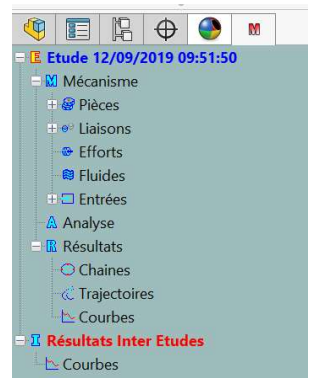 M
E Etude 12/09/2019 09:51:50
M Mécanisme
Pièces
Liaisons
Efforts
Fluides
Entrées
A Analyse
R Résultats
Chaines
Trajectoires
Courbes
I Résultats Inter Etudes
Courbes